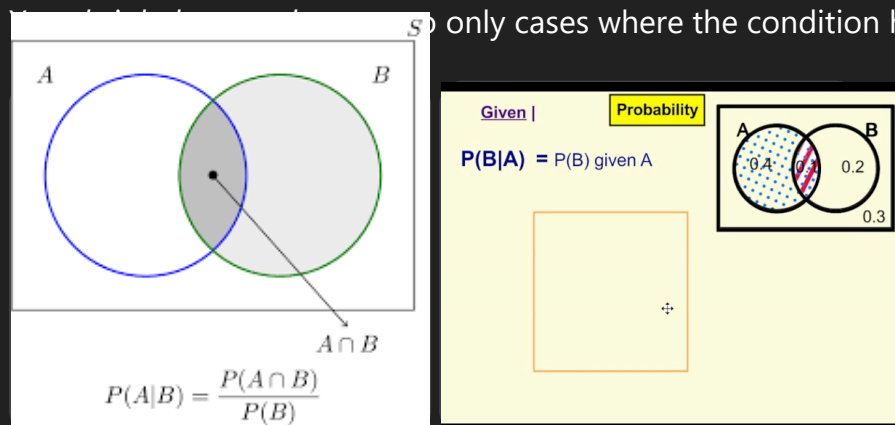 only cases where the condition
S
A
B
A ∩ B
P(A|B) = P(A ∩ B) / P(B)
Given |
Probability
P(B|A) = P(B) given A
A
B
0.4
0.2
0.3